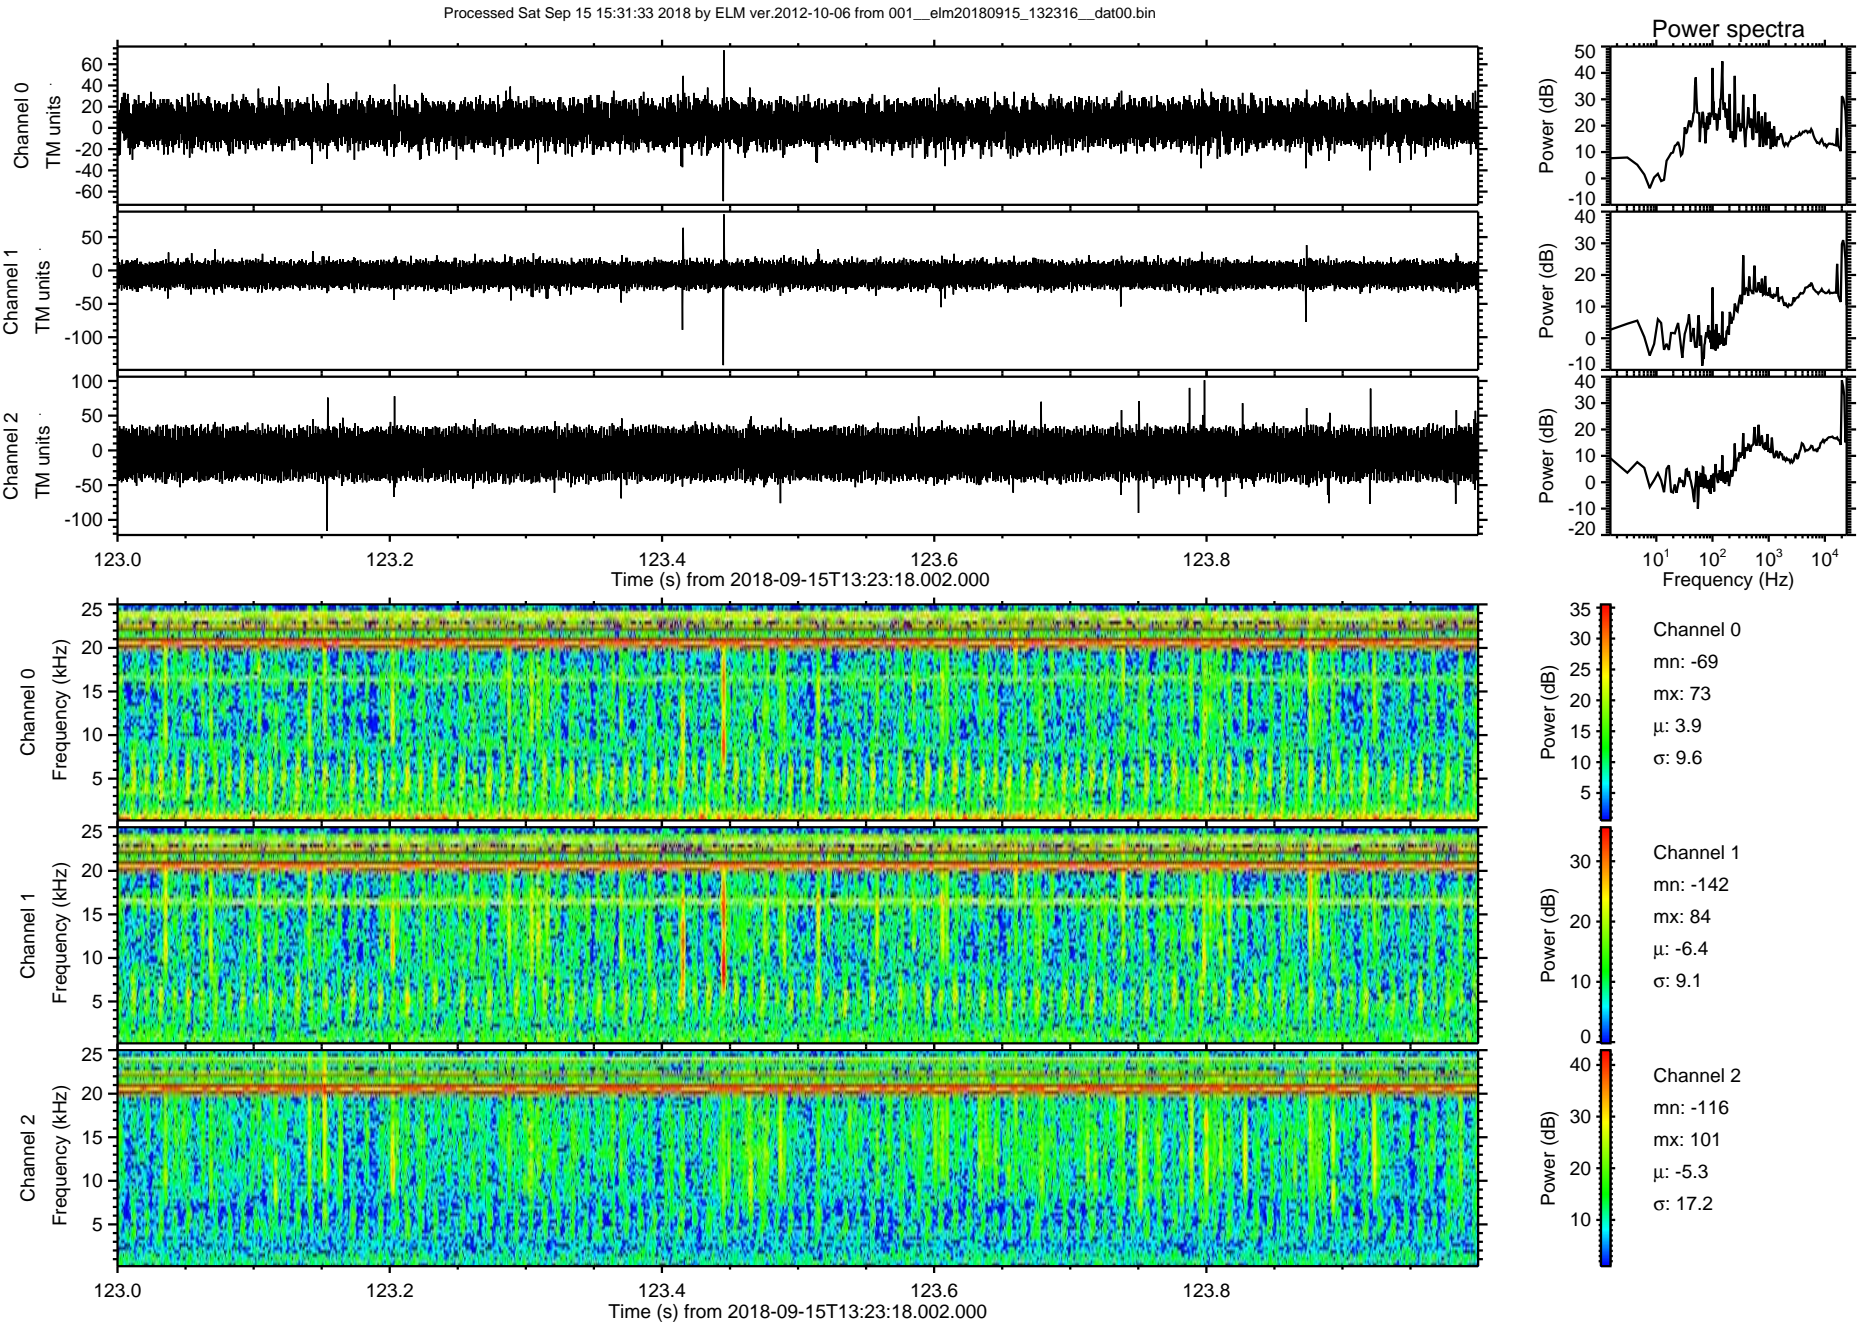 Processed Sat Sep 15 15:31:33 2018 by ELM ver.2012-10-06 from 001__elm20180915_132316__dat00.bin
Power spectra
Channel 0
TM units
60
40
20
0
-20
-40
-60
Power (dB)
50
40
30
20
10
0
-10
Channel 1
TM units
50
0
-50
-100
Power (dB)
40
30
20
10
0
-10
Channel 2
TM units
100
50
0
-50
-100
Power (dB)
40
30
20
10
0
-10
-20
123.0 123.2 123.4 123.6 123.8
Time (s) from 2018-09-15T13:23:18.002.000
10^1 10^2 10^3 10^4
Frequency (Hz)
Channel 0
Frequency (kHz)
25
20
15
10
5
Power (dB)
35
30
25
20
15
10
5
Channel 0
mn: -69
mx: 73
μ: 3.9
σ: 9.6
Channel 1
Frequency (kHz)
25
20
15
10
5
Power (dB)
30
20
10
0
Channel 1
mn: -142
mx: 84
μ: -6.4
σ: 9.1
Channel 2
Frequency (kHz)
25
20
15
10
5
Power (dB)
40
30
20
10
Channel 2
mn: -116
mx: 101
μ: -5.3
σ: 17.2
123.0 123.2 123.4 123.6 123.8
Time (s) from 2018-09-15T13:23:18.002.000